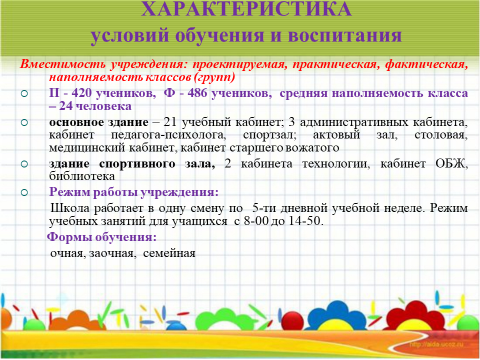 ХАРАКТЕРИСТИКА
условий обучения и воспитания
Вместимость учреждения: проектируемая, практическая, фактическая,
наполняемость классов (групп)
П - 420 учеников, Ф - 486 учеников, средняя наполняемость класса
– 24 человека
основное здание – 21 учебный кабинет; 3 административных кабинета,
кабинет педагога-психолога, спортзал; актовый зал, столовая,
медицинский кабинет, кабинет старшего вожатого
здание спортивного зала, 2 кабинета технологии, кабинет ОБЖ,
библиотека
Режим работы учреждения:
Школа работает в одну смену по 5-ти дневной учебной неделе. Режим
учебных занятий для учащихся с 8-00 до 14-50.
Формы обучения:
очная, заочная, семейная